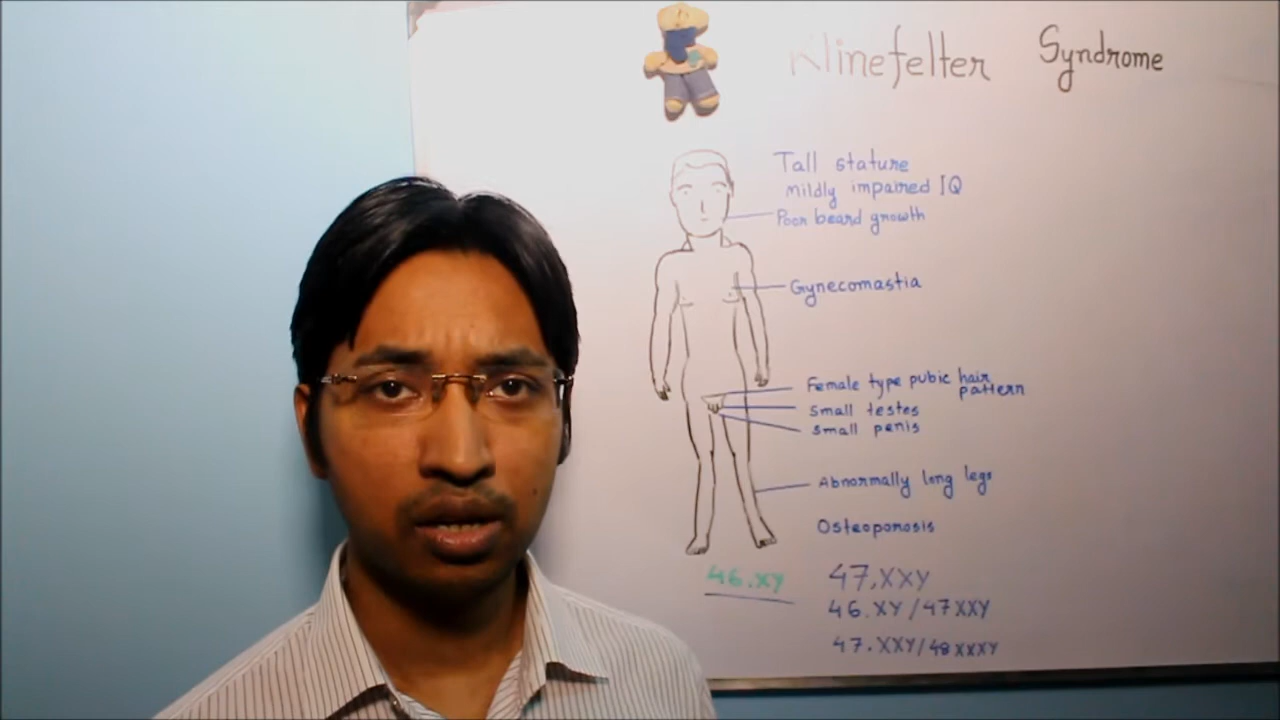 Klinefelter Syndrome
Tall stature
Mildly impaired IQ
Poor beard growth
Gynecomastia
Female type pubic hair
pattern
Small testes
Small penis
Abnormally long legs
Osteoporosis
46.XY
47.XXY
46.XY/47XXY
47.XXY/48XXXY